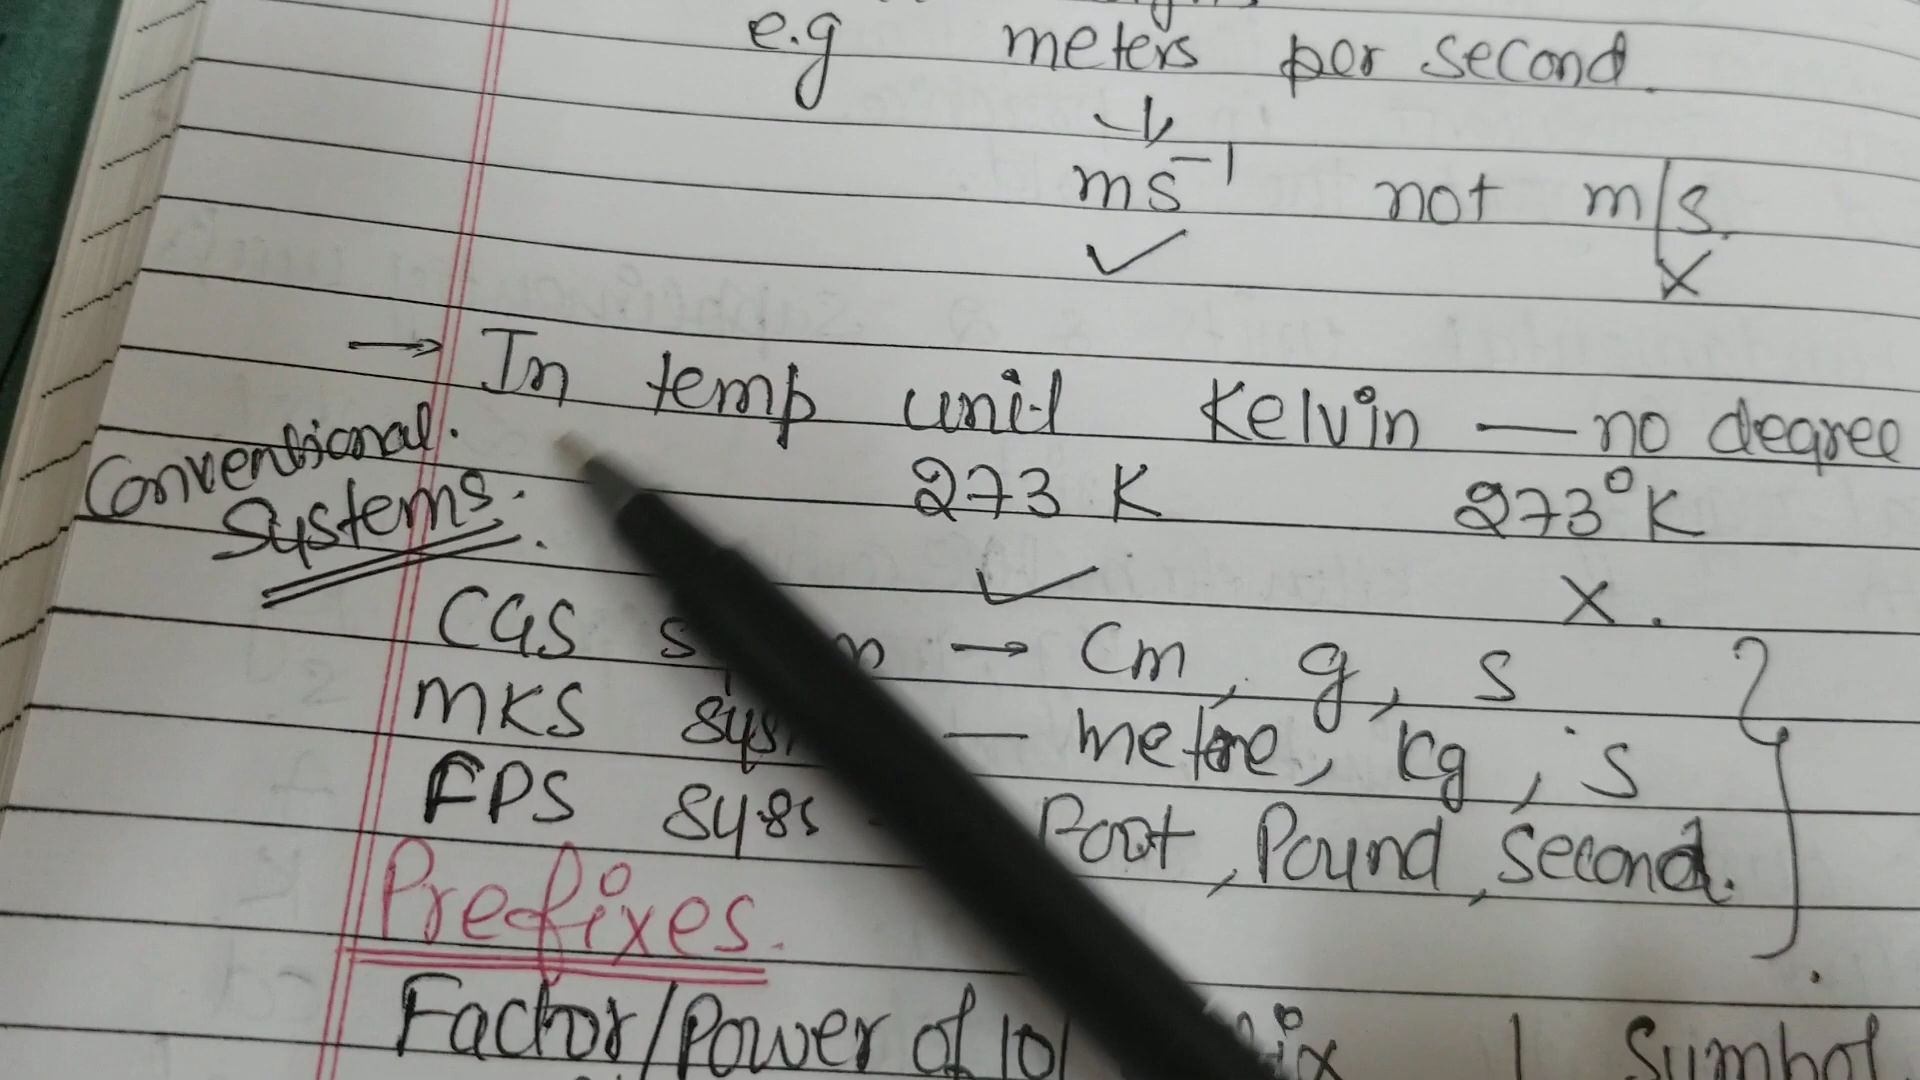 e.g meters per second.
↓
ms⁻¹ not m/s.
✓ ×
→ In temp unit Kelvin — no degree
Conventional.
Systems.
273 K 273°K
✓ ×.
CGS → Cm, g, s
MKS — metre, kg, s
FPS Foot, Pound, Second.
Prefixes.
Factor/Power of 10 | Symbol